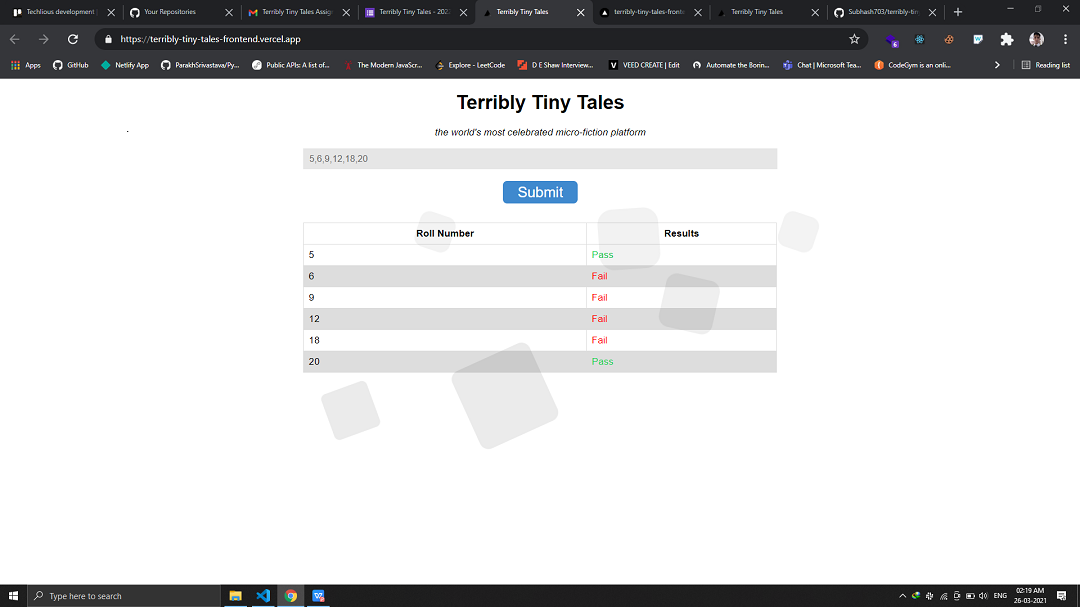 Techlious development
Your Repositories
Terribly Tiny Tales Assig
Terribly Tiny Tales - 202
Terribly Tiny Tales
terribly-tiny-tales-front
Terribly Tiny Tales
Subhash703/terribly-tin
https://terribly-tiny-tales-frontend.vercel.app
6
Apps
GitHub
Netlify App
ParakhSrivastava/Py...
Public APIs: A list of...
The Modern JavaScr...
Explore - LeetCode
D E Shaw Interview...
VEED CREATE | Edit
Automate the Borin...
Chat | Microsoft Tea...
CodeGym is an onli...
Reading list
Terribly Tiny Tales
the world's most celebrated micro-fiction platform
5,6,9,12,18,20
Submit
Roll Number Results
5 Pass
6 Fail
9 Fail
12 Fail
18 Fail
20 Pass
Type here to search
ENG
02:19 AM
26-03-2021